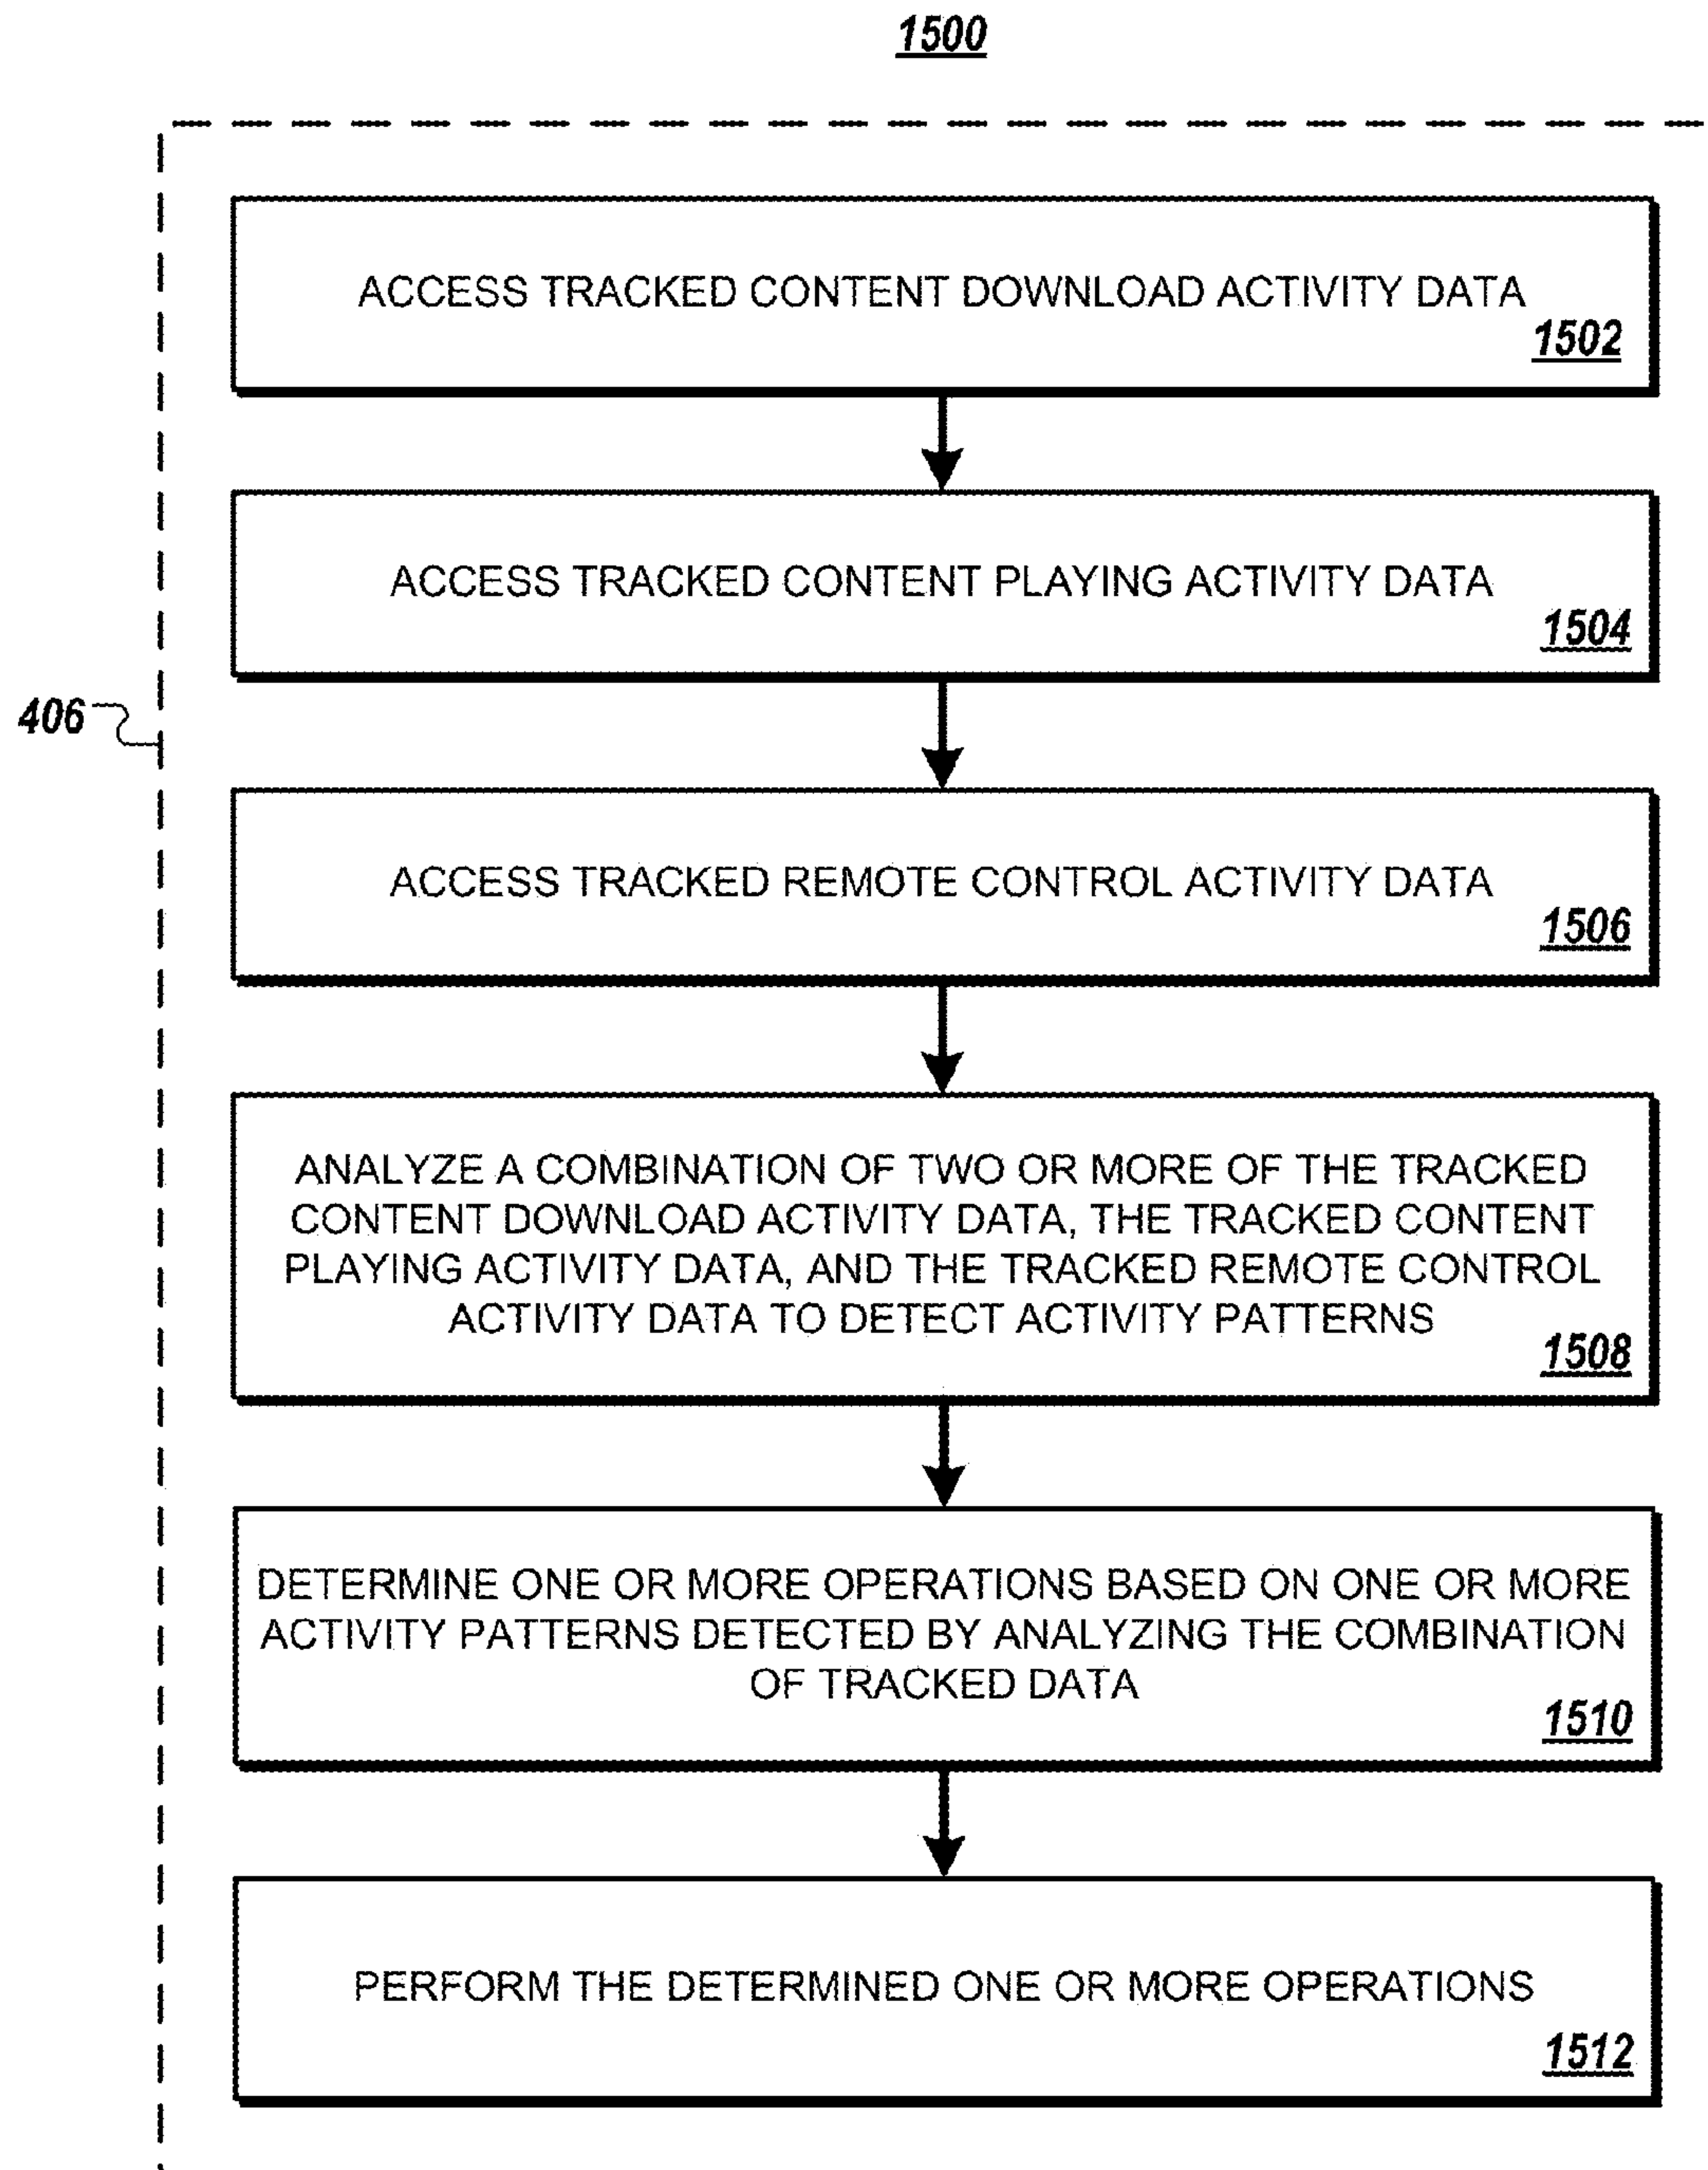 1500
ACCESS TRACKED CONTENT DOWNLOAD ACTIVITY DATA
1502
ACCESS TRACKED CONTENT PLAYING ACTIVITY DATA
1504
406
ACCESS TRACKED REMOTE CONTROL ACTIVITY DATA
1506
ANALYZE A COMBINATION OF TWO OR MORE OF THE TRACKED
CONTENT DOWNLOAD ACTIVITY DATA, THE TRACKED CONTENT
PLAYING ACTIVITY DATA, AND THE TRACKED REMOTE CONTROL
ACTIVITY DATA TO DETECT ACTIVITY PATTERNS
1508
DETERMINE ONE OR MORE OPERATIONS BASED ON ONE OR MORE
ACTIVITY PATTERNS DETECTED BY ANALYZING THE COMBINATION
OF TRACKED DATA
1510
PERFORM THE DETERMINED ONE OR MORE OPERATIONS
1512